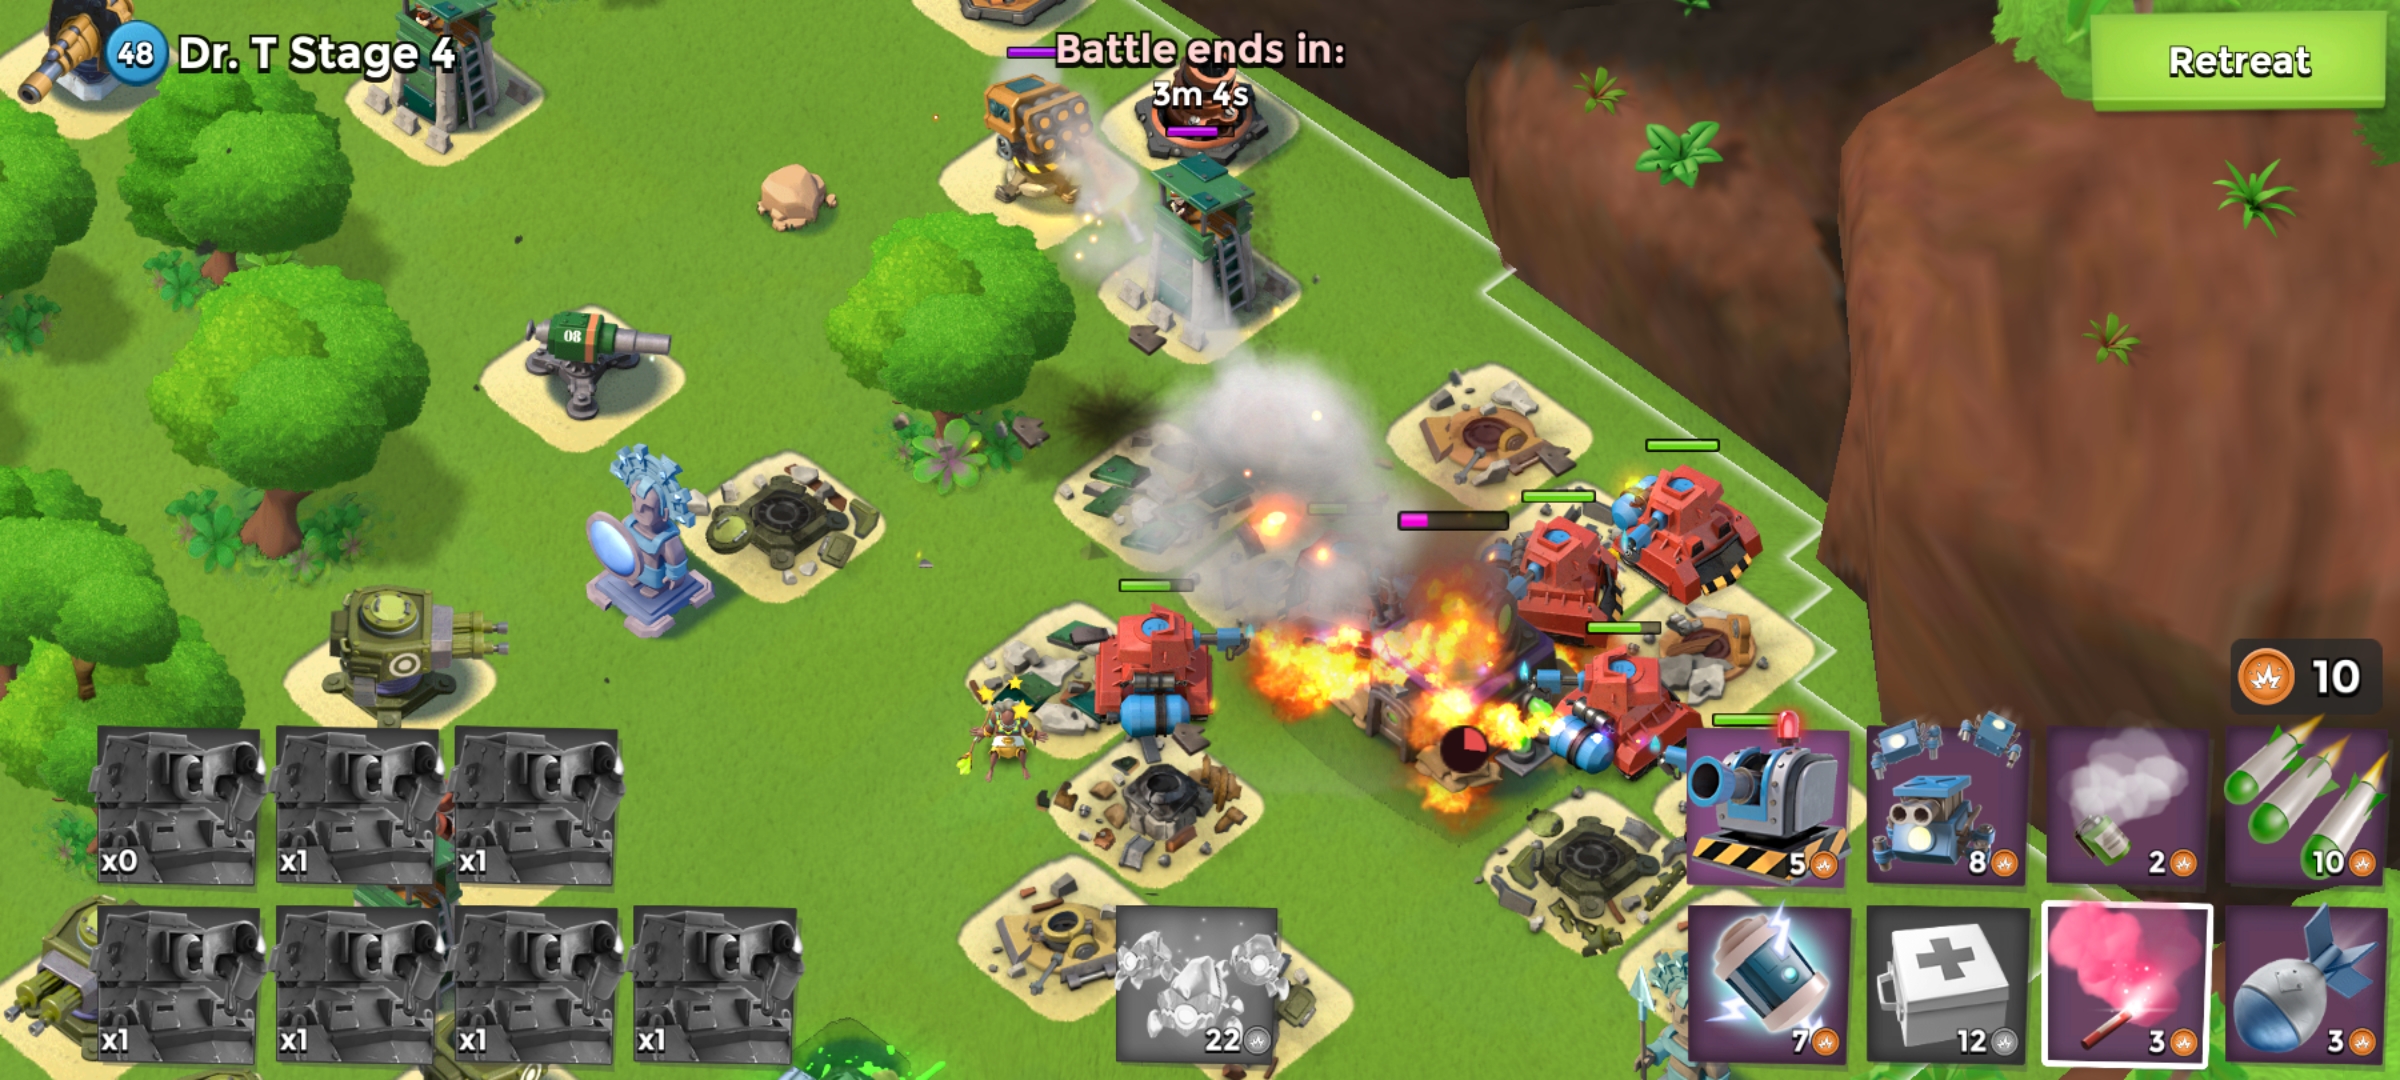 48 Dr. T Stage 4
Battle ends in:
3m 4s
Retreat
08
10
x0
x1
x1
5
8
2
10
x1
x1
x1
x1
22
7
12
3
3